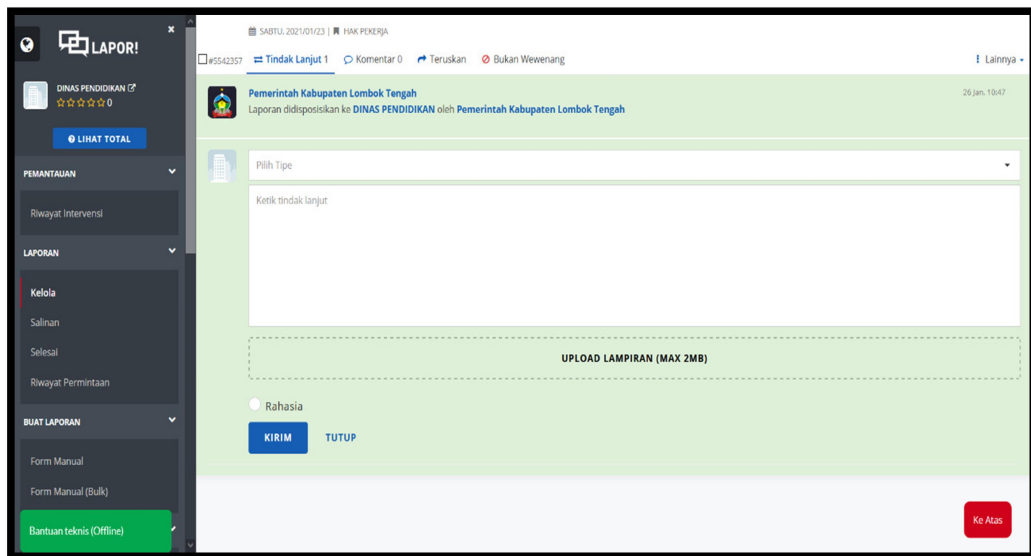 LAPOR!
×
DINAS PENDIDIKAN
0
LIHAT TOTAL
PEMANTAUAN
Riwayat Intervensi
LAPORAN
Kelola
Salinan
Selesai
Riwayat Permintaan
BUAT LAPORAN
Form Manual
Form Manual (Bulk)
Bantuan teknis (Offline)
SABTU, 2021/01/23 | HAK PEKERJA
#5542357 Tindak Lanjut 1 Komentar 0 Teruskan Bukan Wewenang Lainnya
Pemerintah Kabupaten Lombok Tengah 26 Jan, 10:47
Laporan didisposisikan ke DINAS PENDIDIKAN oleh Pemerintah Kabupaten Lombok Tengah
Pilih Tipe
Ketik tindak lanjut
UPLOAD LAMPIRAN (MAX 2MB)
Rahasia
KIRIM TUTUP
Ke Atas